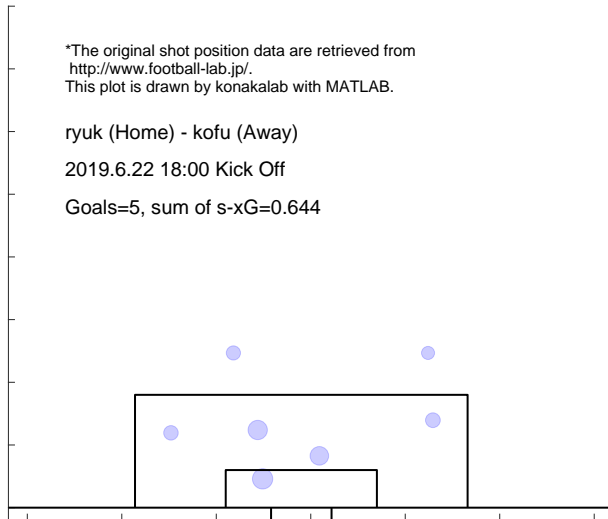 *The original shot position data are retrieved from
http://www.football-lab.jp/.
This plot is drawn by konakalab with MATLAB.
ryuk (Home) - kofu (Away)
2019.6.22 18:00 Kick Off
Goals=5, sum of s-xG=0.644